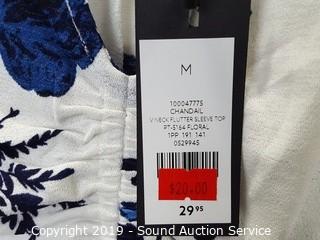 M
100047775
CHANDAIL
V NECK FLUTTER SLEEVE TOP
PT-5164 FLORAL
1PP 191 141
0529945
$20.00
29 95
Copyright 2019 - Sound Auction Service